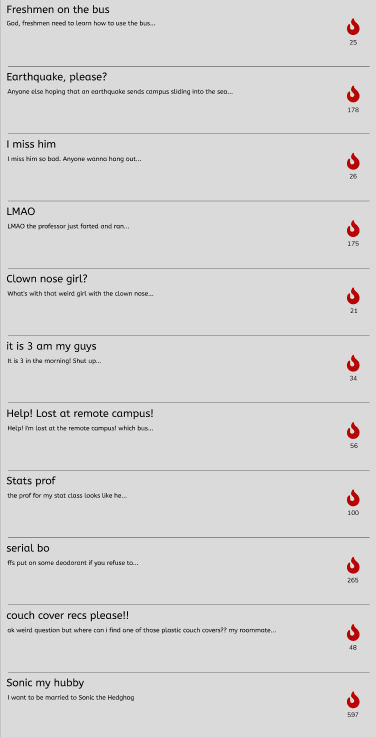 Freshmen on the bus
God, freshmen need to learn how to use the bus...
25
Earthquake, please?
Anyone else hoping that an earthquake sends campus sliding into the sea...
178
I miss him
I miss him so bad. Anyone wanna hang out...
26
LMAO
LMAO the professor just farted and ran...
175
Clown nose girl?
What's with that weird girl with the clown nose...
21
it is 3 am my guys
It is 3 in the morning! Shut up...
34
Help! Lost at remote campus!
Help! I'm lost at the remote campus! which bus...
56
Stats prof
the prof for my stat class looks like he...
100
serial bo
ffs put on some deodorant if you refuse to...
265
couch cover recs please!!
ok weird question but where can i find one of those plastic couch covers?? my roommate...
48
Sonic my hubby
I want to be married to Sonic the Hedghog
597